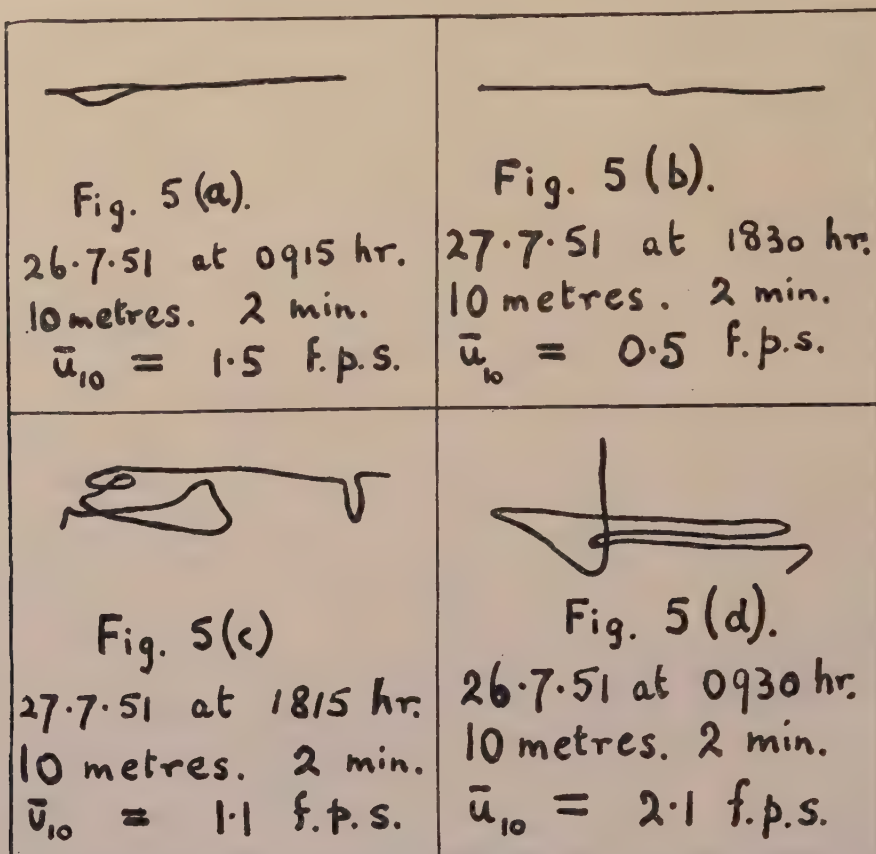 Fig. 5 (a).
26.7.51 at 0915 hr.
10 metres. 2 min.
ū₁₀ = 1.5 f.p.s.
Fig. 5 (b).
27.7.51 at 1830 hr.
10 metres. 2 min.
ū₁₀ = 0.5 f.p.s.
Fig. 5(c)
27.7.51 at 1815 hr.
10 metres. 2 min.
ū₁₀ = 1.1 f.p.s.
Fig. 5 (d).
26.7.51 at 0930 hr.
10 metres. 2 min.
ū₁₀ = 2.1 f.p.s.